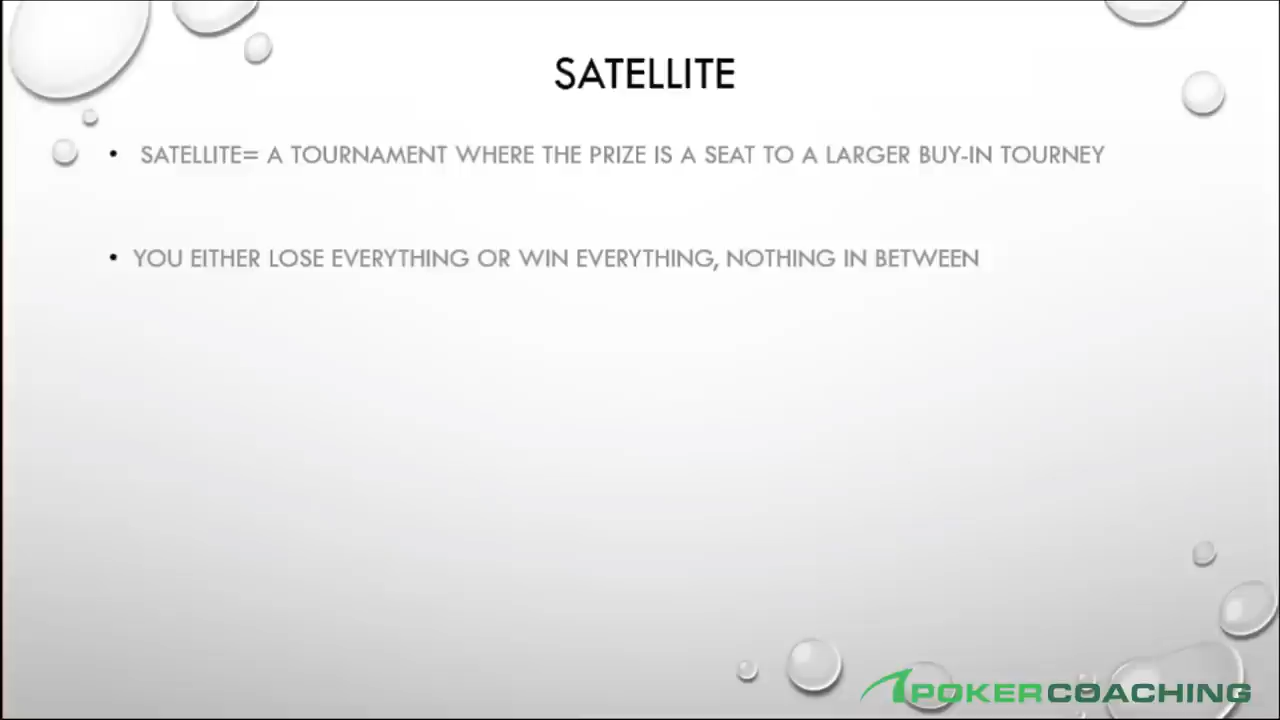 SATELLITE
• SATELLITE= A TOURNAMENT WHERE THE PRIZE IS A SEAT TO A LARGER BUY-IN TOURNEY
• YOU EITHER LOSE EVERYTHING OR WIN EVERYTHING, NOTHING IN BETWEEN
POKERCOACHING